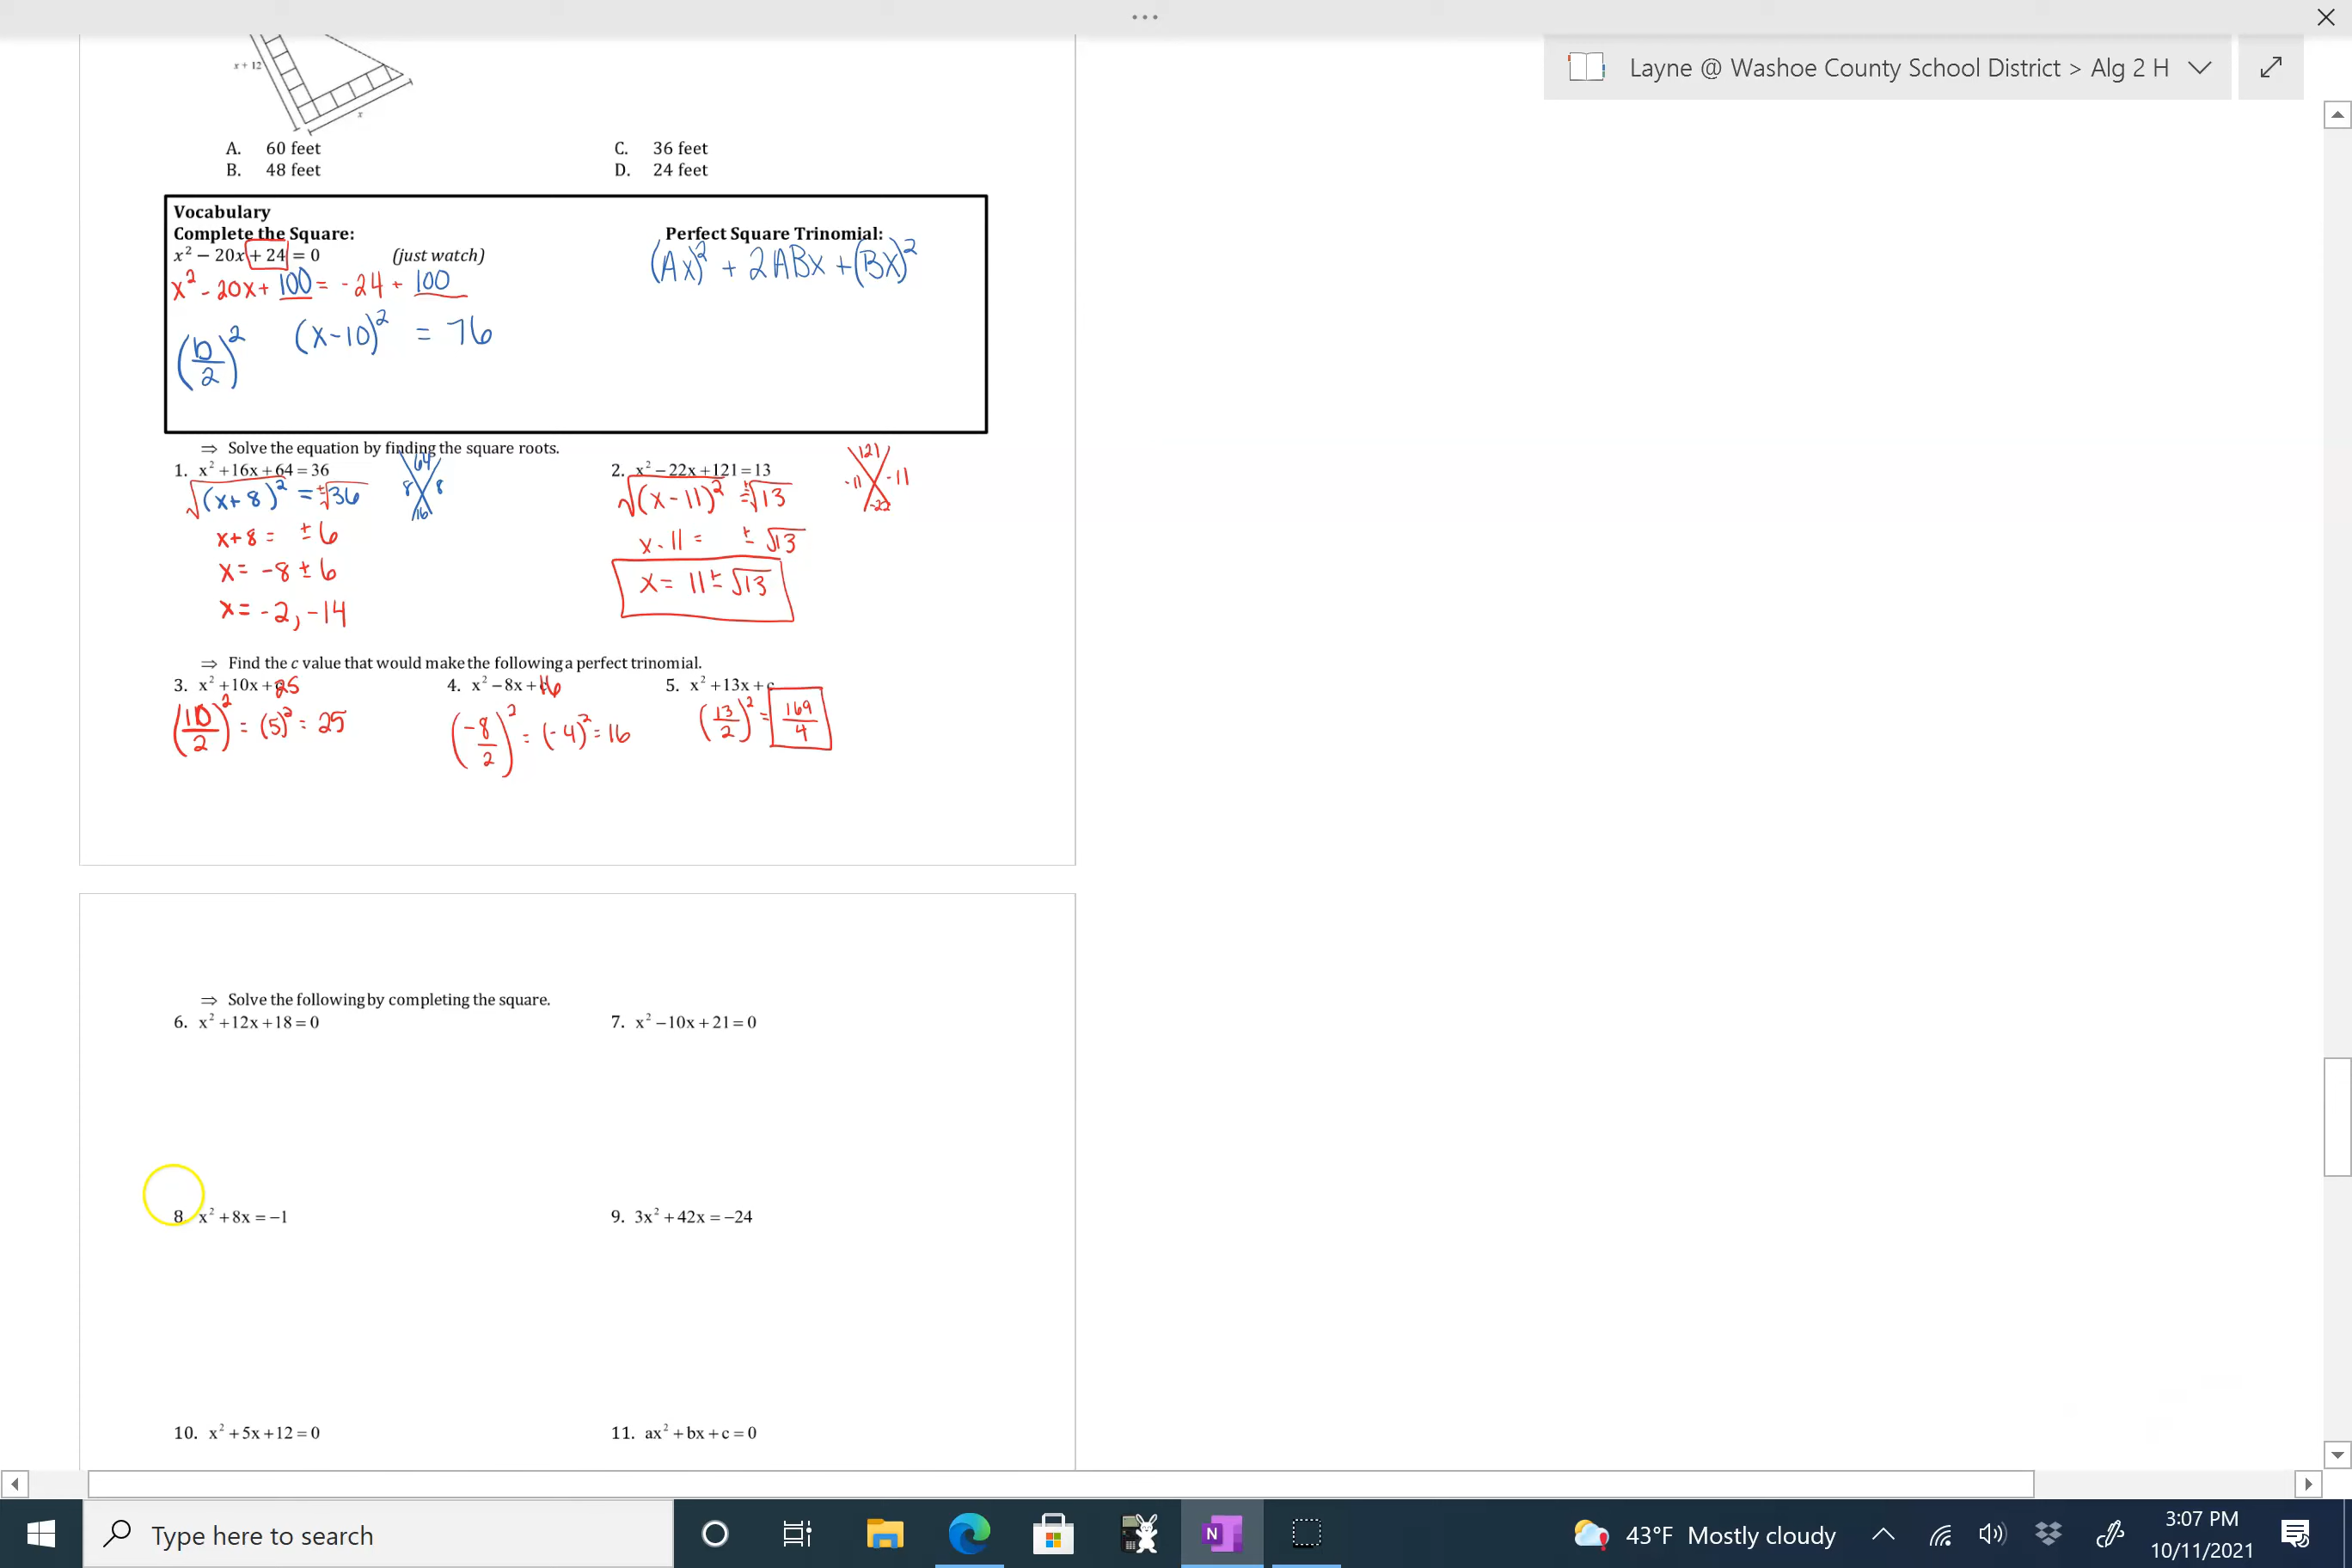 Layne @ Washoe County School District > Alg 2 H
x + 12
x
A. 60 feet C. 36 feet
B. 48 feet D. 24 feet
Vocabulary
Complete the Square: Perfect Square Trinomial:
x² − 20x + 24 = 0 (just watch) (Ax)² + 2ABx + (Bx)²
x² - 20x + 100 = -24 + 100
(b/2)² (x-10)² = 76
⇒ Solve the equation by finding the square roots.
1. x² + 16x + 64 = 36 2. x² − 22x + 121 = 13
64
8 8
16
121
-11 -11
-22
√(x+8)² = ±√36 √(x-11)² = ±√13
x+8 = ±6 x-11 = ±√13
x = -8 ± 6 x = 11 ± √13
x = -2, -14
⇒ Find the c value that would make the following a perfect trinomial.
3. x² + 10x + 25 4. x² − 8x + 16 5. x² + 13x + c
(10/2)² = (5)² = 25 (-8/2)² = (-4)² = 16 (13/2)² = 169/4
⇒ Solve the following by completing the square.
6. x² + 12x + 18 = 0 7. x² − 10x + 21 = 0
8. x² + 8x = −1 9. 3x² + 42x = −24
10. x² + 5x + 12 = 0 11. ax² + bx + c = 0
Type here to search
N
43°F Mostly cloudy
3:07 PM
10/11/2021